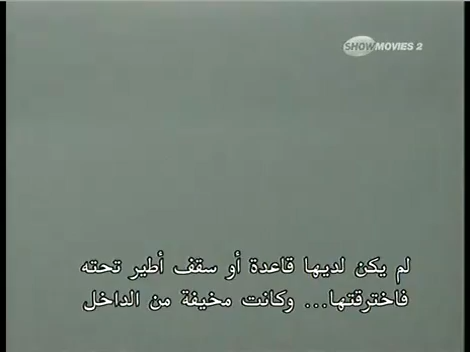 SHOWMOVIES 2
لم يكن لديها قاعدة أو سقف أطير تحته
فاخترقتها... وكانت مخيفة من الداخل